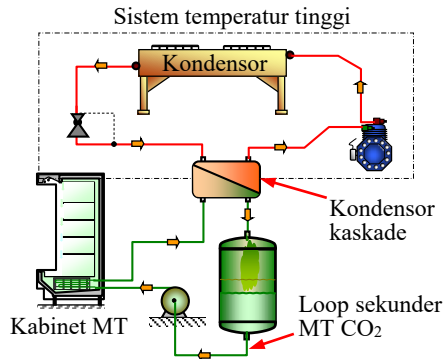 Sistem temperatur tinggi
Kondensor
Kondensor
kaskade
Kabinet MT
Loop sekunder
MT CO₂